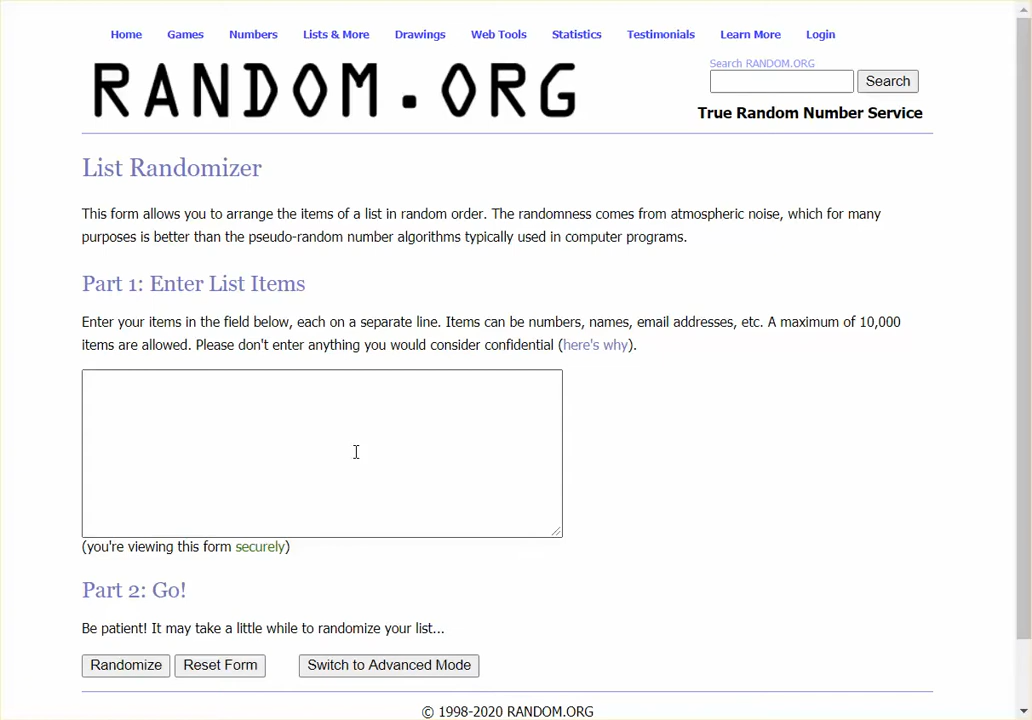 Home Games Numbers Lists & More Drawings Web Tools Statistics Testimonials Learn More Login
RANDOM.ORG
Search RANDOM.ORG
Search
True Random Number Service
List Randomizer
This form allows you to arrange the items of a list in random order. The randomness comes from atmospheric noise, which for many
purposes is better than the pseudo-random number algorithms typically used in computer programs.
Part 1: Enter List Items
Enter your items in the field below, each on a separate line. Items can be numbers, names, email addresses, etc. A maximum of 10,000
items are allowed. Please don't enter anything you would consider confidential (here's why).
(you're viewing this form securely)
Part 2: Go!
Be patient! It may take a little while to randomize your list...
Randomize Reset Form Switch to Advanced Mode
© 1998-2020 RANDOM.ORG